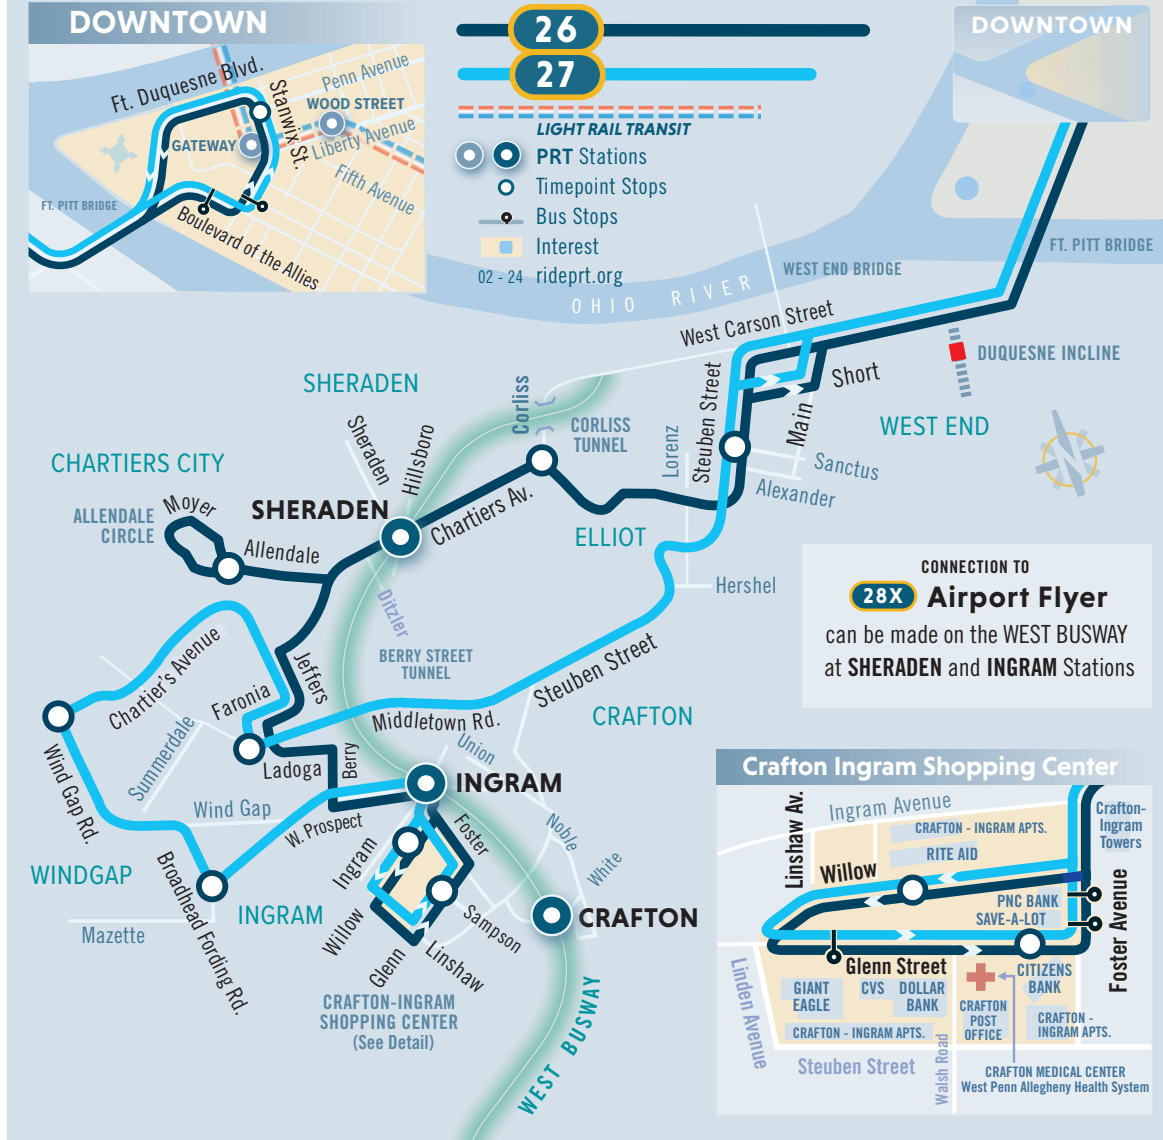 DOWNTOWN
Ft. Duquesne Blvd.
Stanwix St.
Penn Avenue
WOOD STREET
Liberty Avenue
GATEWAY
Fifth Avenue
FT. PITT BRIDGE
Boulevard of the Allies
26
27
LIGHT RAIL TRANSIT
PRT Stations
Timepoint Stops
Bus Stops
Interest
02 - 24 rideprt.org
DOWNTOWN
FT. PITT BRIDGE
WEST END BRIDGE
OHIO RIVER
West Carson Street
DUQUESNE INCLINE
Short
Main
Steuben Street
WEST END
Sanctus
Alexander
Lorenz
SHERADEN
Corliss
CORLISS
TUNNEL
Sheraden
Hillsboro
CHARTIERS CITY
ALLENDALE
CIRCLE
Moyer
Allendale
SHERADEN
Chartiers Av.
ELLIOT
Hershel
Ditzler
BERRY STREET
TUNNEL
CONNECTION TO
28X Airport Flyer
can be made on the WEST BUSWAY
at SHERADEN and INGRAM Stations
Chartier's Avenue
Jeffers
Faronia
Steuben Street
Middletown Rd.
CRAFTON
Summerdale
Wind Gap Rd.
Ladoga
Berry
Union
INGRAM
Wind Gap
W. Prospect
Foster
Noble
White
Ingram
WINDGAP
Broadhead Fording Rd.
INGRAM
Mazette
Willow
Glenn
Linshaw
Sampson
CRAFTON
CRAFTON-INGRAM
SHOPPING CENTER
(See Detail)
WEST BUSWAY
Crafton Ingram Shopping Center
Linshaw Av.
Ingram Avenue
Crafton-
Ingram
Towers
CRAFTON - INGRAM APTS.
RITE AID
Willow
PNC BANK
SAVE-A-LOT
Foster Avenue
Glenn Street
CITIZENS
BANK
Linden Avenue
GIANT
EAGLE
CVS
DOLLAR
BANK
CRAFTON
POST
OFFICE
CRAFTON -
INGRAM APTS.
CRAFTON - INGRAM APTS.
Steuben Street
Walsh Road
CRAFTON MEDICAL CENTER
West Penn Allegheny Health System